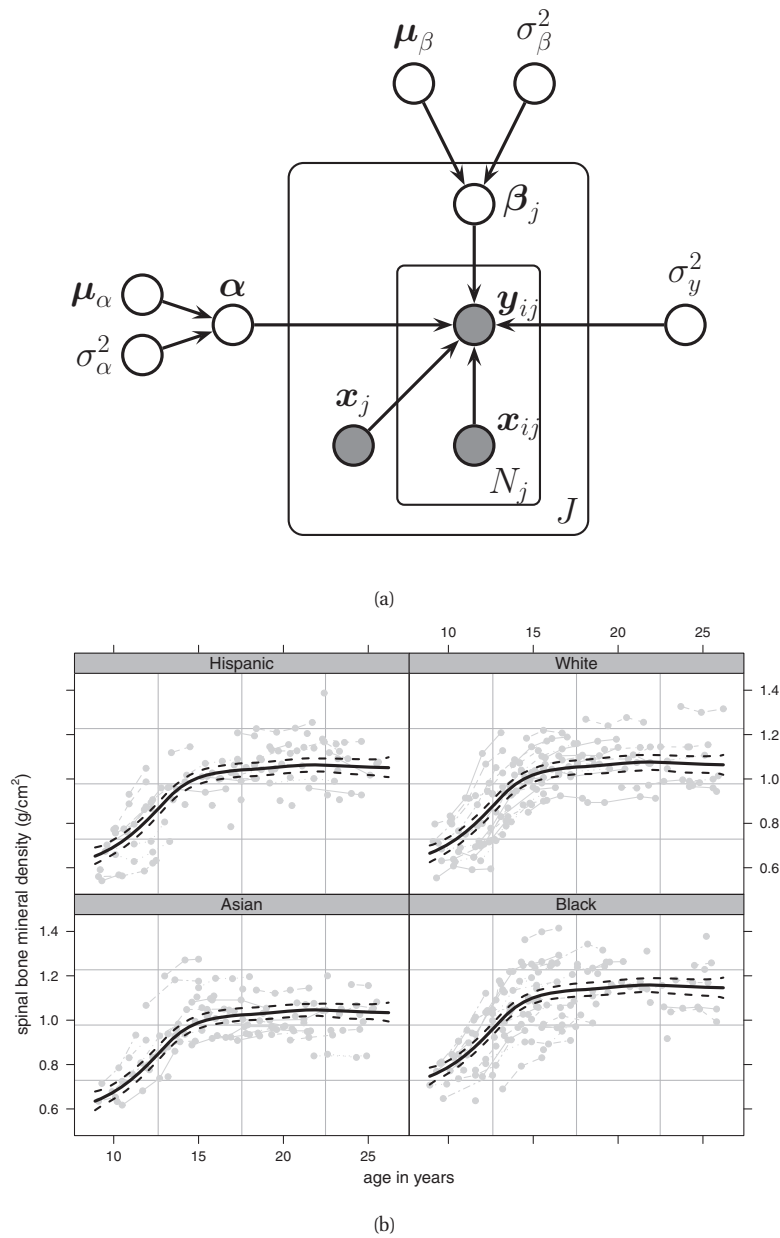 μ_β σ²_β
β_j
μ_α α y_ij σ²_y
σ²_α
x_j x_ij
N_j
J
(a)
10 15 20 25
Hispanic White
1.4
1.2
1.0
0.8
0.6
Asian Black
1.4
1.2
1.0
0.8
0.6
spinal bone mineral density (g/cm²)
10 15 20 25
age in years
(b)